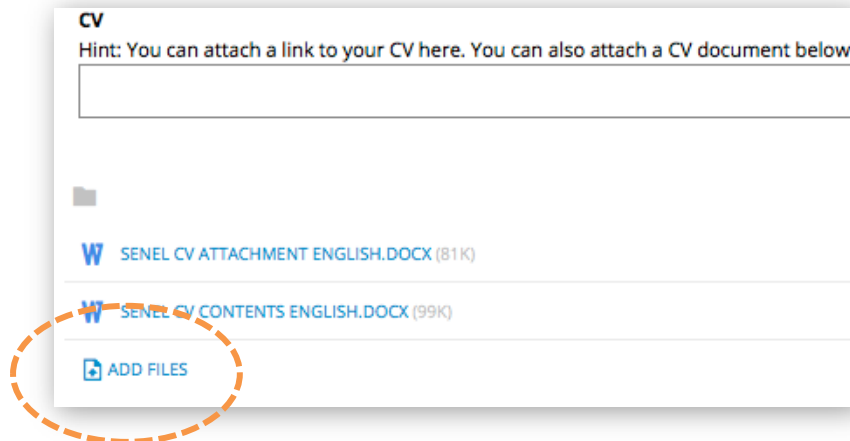 CV
Hint: You can attach a link to your CV here. You can also attach a CV document below
SENEL CV ATTACHMENT ENGLISH.DOCX (81K)
SENEL CV CONTENTS ENGLISH.DOCX (99K)
ADD FILES